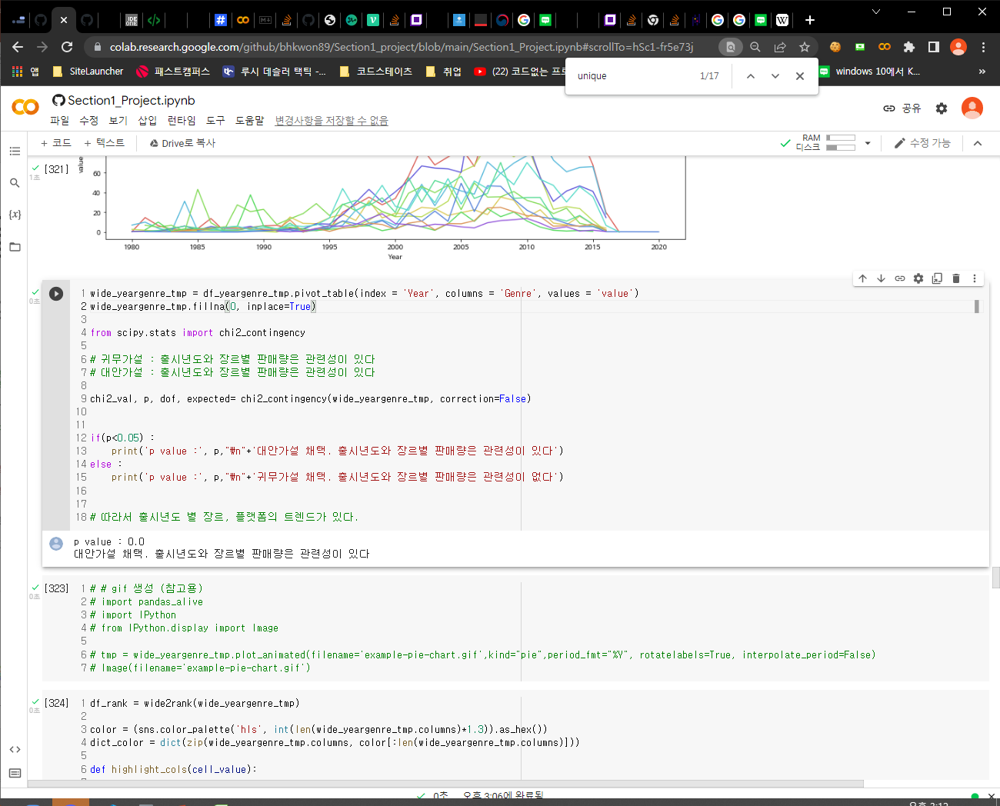 colab.research.google.com/github/bhkwon89/Section1_project/blob/main/Section1_Project.ipynb#scrollTo=hSc1-fr5e73j
앱 SiteLauncher 패스트캠퍼스 루시 데슬러 택틱 -... 코드스테이츠 취업 (22) 코드없는 프로 windows 10에서 K...
unique 1/17
Section1_Project.ipynb
파일 수정 보기 삽입 런타임 도구 도움말 변경사항을 저장할 수 없음
공유
+ 코드 + 텍스트 Drive로 복사
RAM
디스크
수정 가능
[321]
1초
value
60
40
20
0
1980 1985 1990 1995 2000 2005 2010 2015 2020
Year
0초
1 wide_yeargenre_tmp = df_yeargenre_tmp.pivot_table(index = 'Year', columns = 'Genre', values = 'value')
2 wide_yeargenre_tmp.fillna(0, inplace=True)
3
4 from scipy.stats import chi2_contingency
5
6 # 귀무가설 : 출시년도와 장르별 판매량은 관련성이 있다
7 # 대안가설 : 출시년도와 장르별 판매량은 관련성이 있다
8
9 chi2_val, p, dof, expected= chi2_contingency(wide_yeargenre_tmp, correction=False)
10
11
12 if(p<0.05) :
13 print('p value :', p,"₩n"+'대안가설 채택. 출시년도와 장르별 판매량은 관련성이 있다')
14 else :
15 print('p value :', p,"₩n"+'귀무가설 채택. 출시년도와 장르별 판매량은 관련성이 없다')
16
17
18 # 따라서 출시년도 별 장르, 플랫폼의 트렌드가 있다.
p value : 0.0
대안가설 채택. 출시년도와 장르별 판매량은 관련성이 있다
[323]
0초
1 # # gif 생성 (참고용)
2 # import pandas_alive
3 # import IPython
4 # from IPython.display import Image
5
6 # tmp = wide_yeargenre_tmp.plot_animated(filename='example-pie-chart.gif',kind="pie",period_fmt="%Y", rotatelabels=True, interpolate_period=False)
7 # Image(filename='example-pie-chart.gif')
[324]
0초
1 df_rank = wide2rank(wide_yeargenre_tmp)
2
3 color = (sns.color_palette('hls', int(len(wide_yeargenre_tmp.columns)*1.3)).as_hex())
4 dict_color = dict(zip(wide_yeargenre_tmp.columns, color[:len(wide_yeargenre_tmp.columns)]))
5
6 def highlight_cols(cell_value):
0초 오후 3:06에 완료됨